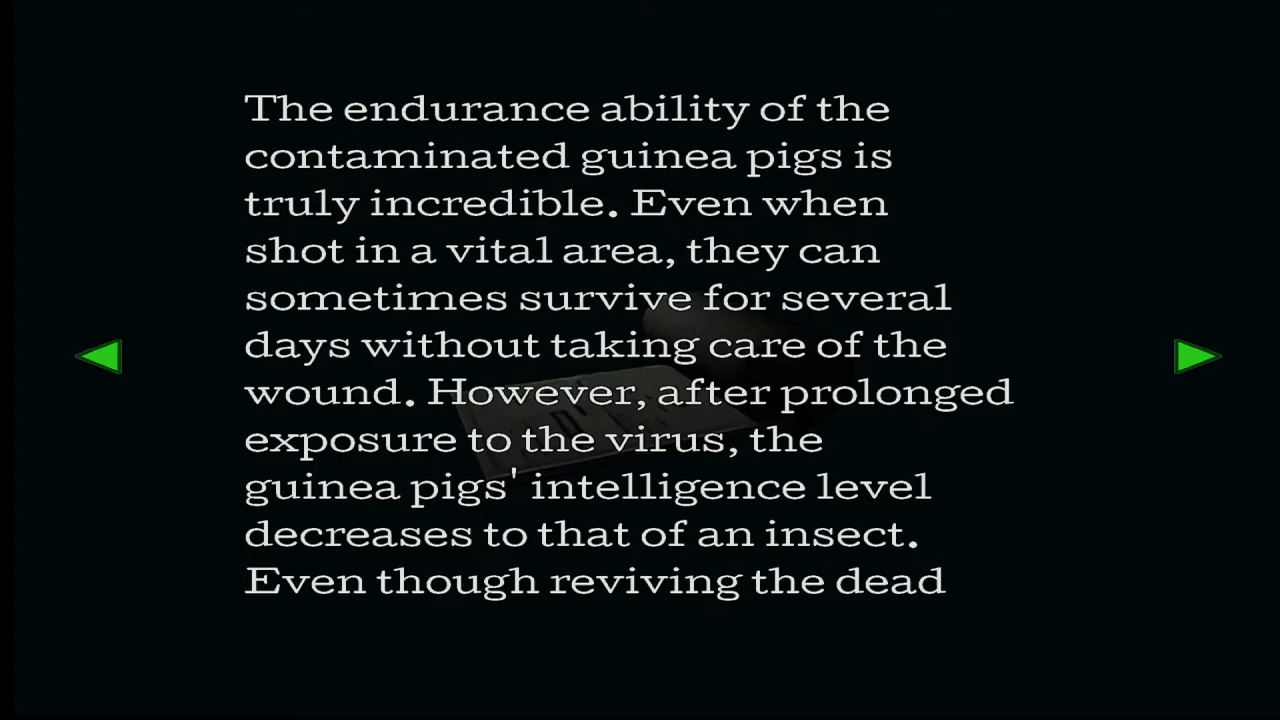 The endurance ability of the
contaminated guinea pigs is
truly incredible. Even when
shot in a vital area, they can
sometimes survive for several
days without taking care of the
wound. However, after prolonged
exposure to the virus, the
guinea pigs' intelligence level
decreases to that of an insect.
Even though reviving the dead